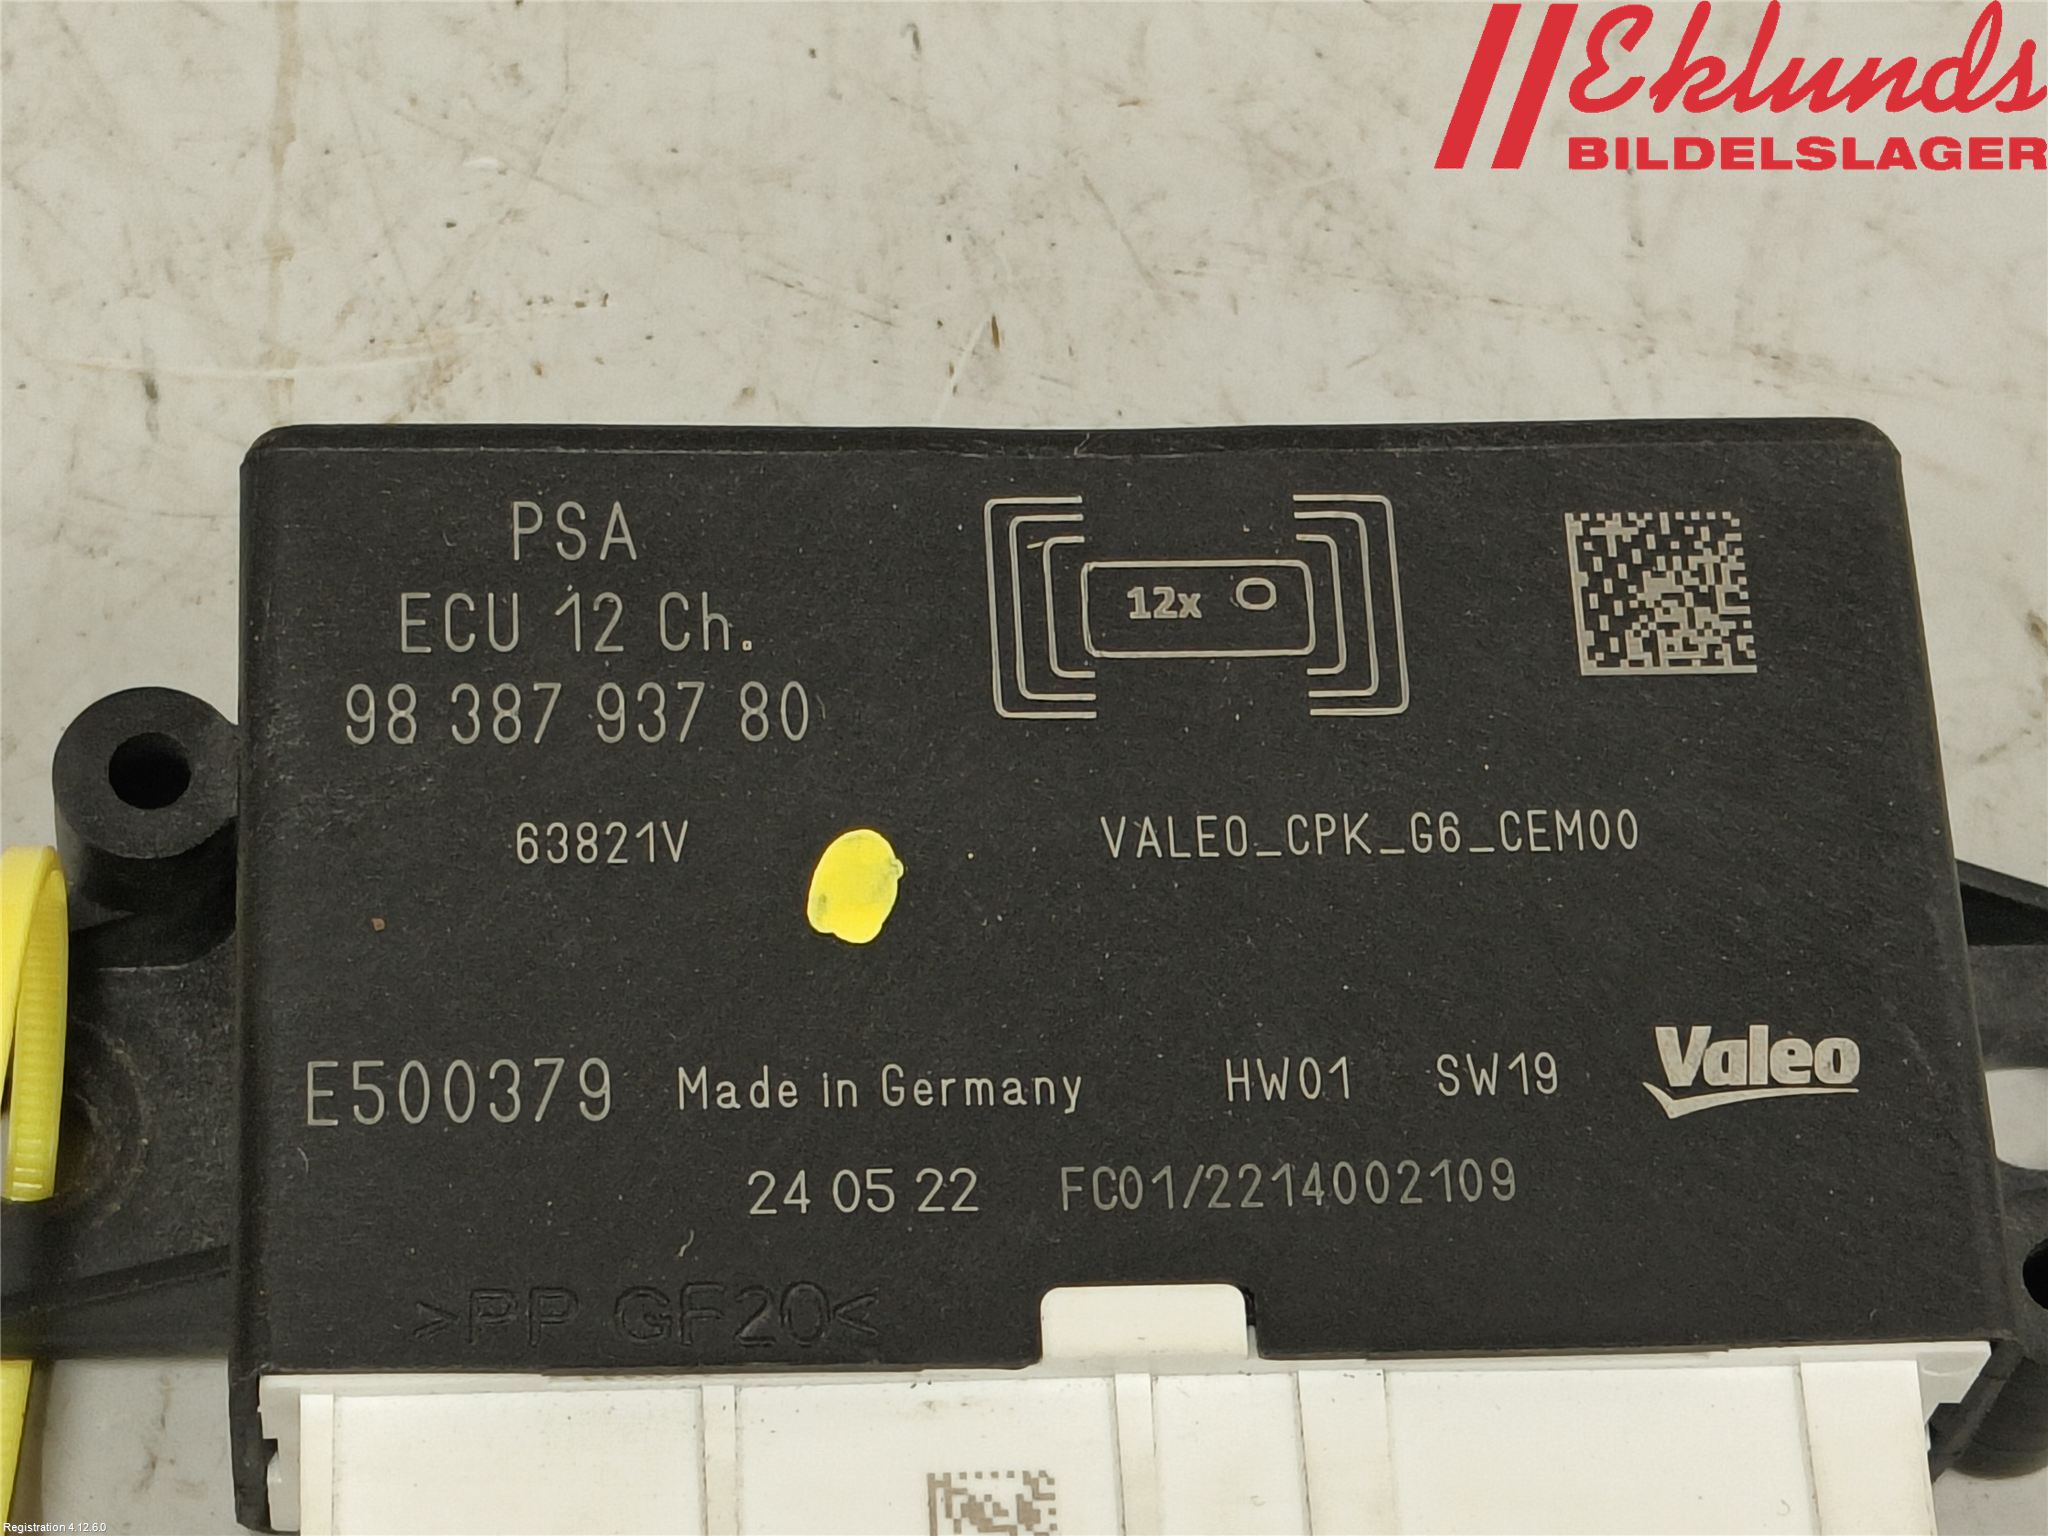 Eklunds
BILDELSLAGER
PSA
ECU 12 Ch.
98 387 937 80
12x
63821V
VALEO_CPK_G6_CEM00
E500379 Made in Germany HW01 SW19 Valeo
24 05 22 FC01/2214002109
>PP GF20<
Registration 4.12.6.0